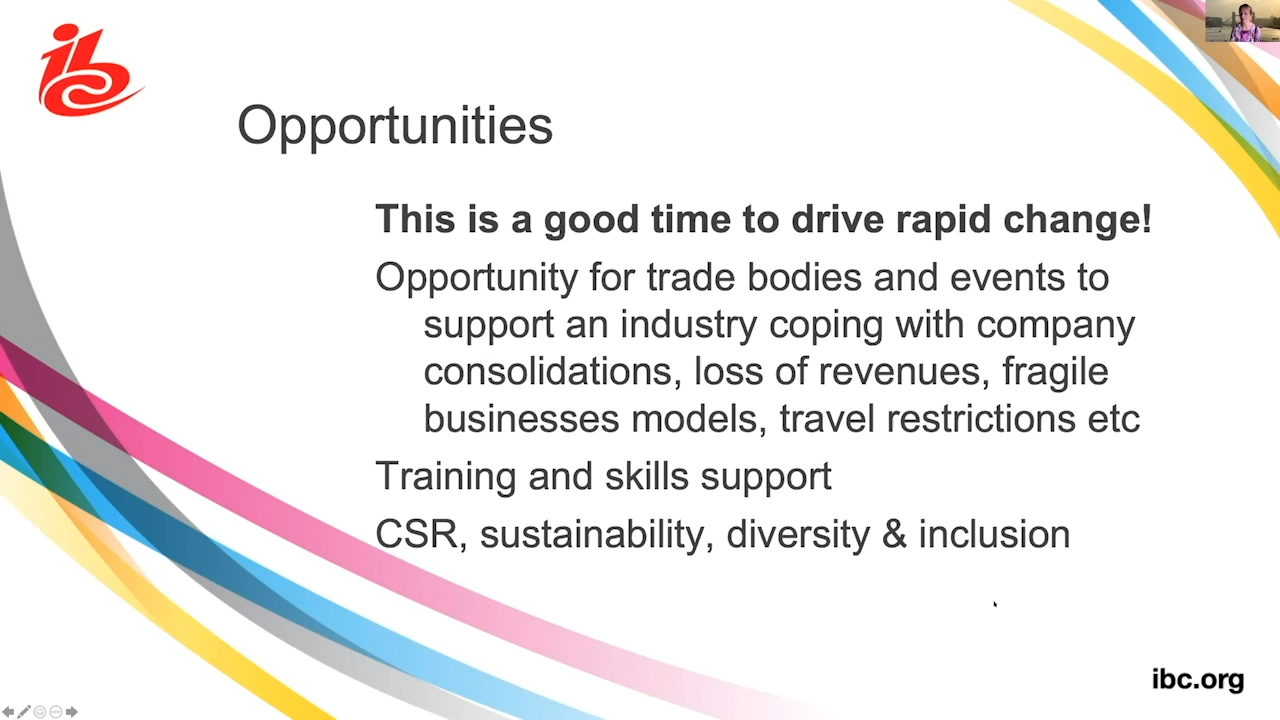 ibc
Opportunities
This is a good time to drive rapid change!
Opportunity for trade bodies and events to
support an industry coping with company
consolidations, loss of revenues, fragile
businesses models, travel restrictions etc
Training and skills support
CSR, sustainability, diversity & inclusion
ibc.org